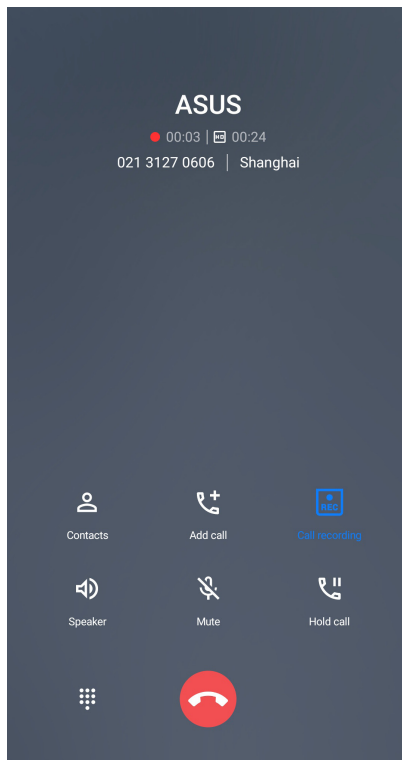 ASUS
00:03 | HD 00:24
021 3127 0606 | Shanghai
Contacts Add call REC Call recording
Speaker Mute Hold call